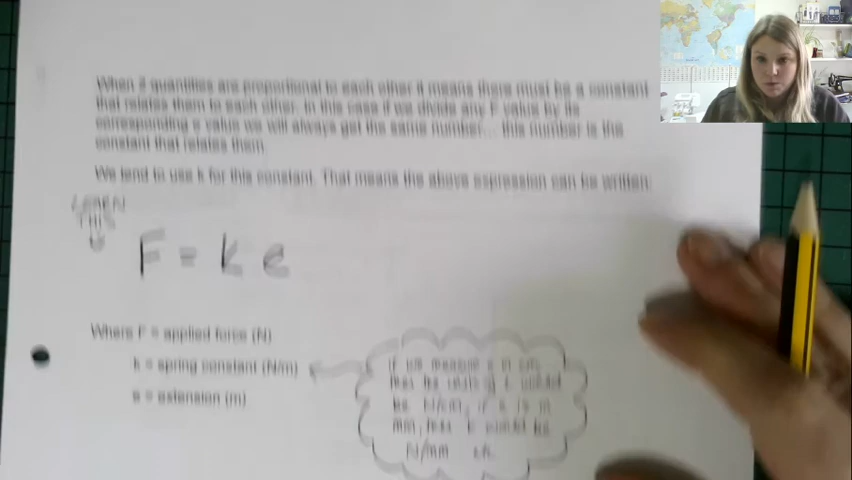 When 2 quantities are proportional to each other it means there must be a constant
that relates them to each other. In this case if we divide any F value by its
corresponding e value we will always get the same number... this number is the
constant that relates them
We tend to use k for this constant. That means the above expression can be written
LEARN
THIS
F = k e
Where F = applied force (N)
k = spring constant (N/m)
e = extension (m)
If we measure e in cm,
then the units of k would
be N/cm, if e is in
mm, then k would be
N/mm etc.